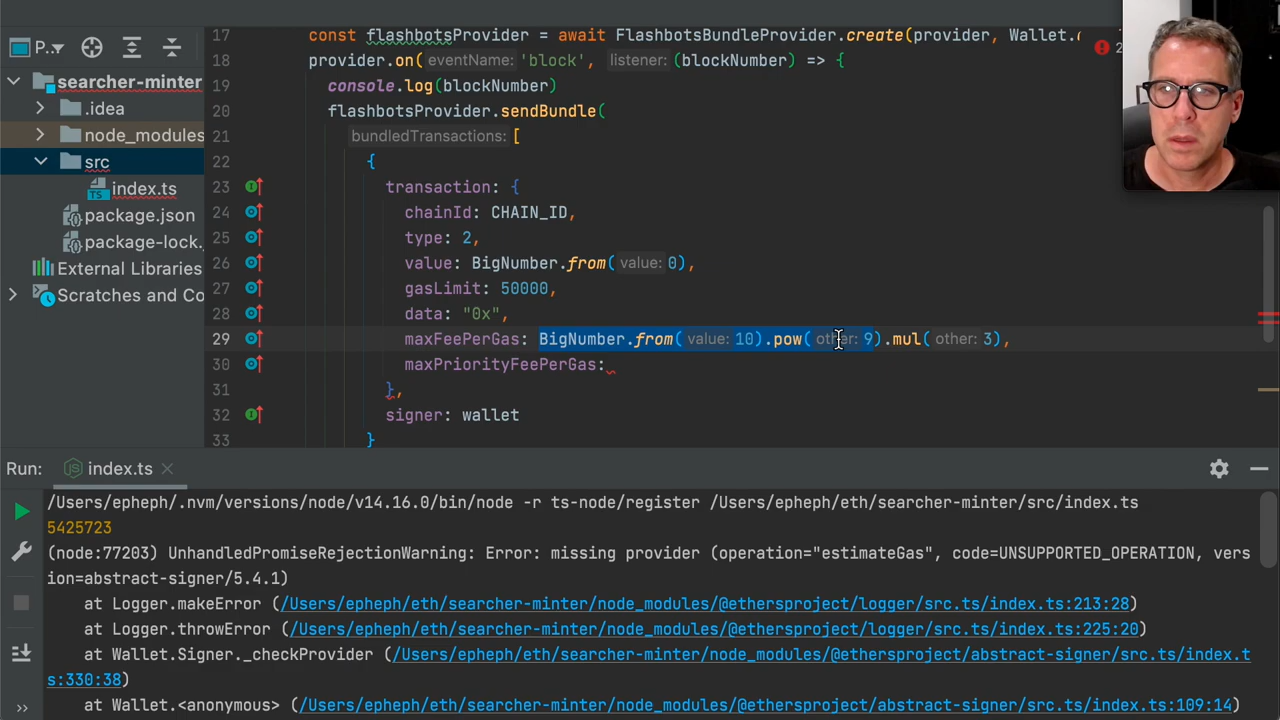 17 const flashbotsProvider = await FlashbotsBundleProvider.create(provider, Wallet.
18 provider.on( eventName: 'block', listener: (blockNumber) => {
P...
searcher-minter
.idea
node_modules
src
index.ts
package.json
package-lock.
External Libraries
Scratches and Co
19 console.log(blockNumber)
20 flashbotsProvider.sendBundle(
21 bundledTransactions: [
22 {
23 transaction: {
24 chainId: CHAIN_ID,
25 type: 2,
26 value: BigNumber.from( value: 0),
27 gasLimit: 50000,
28 data: "0x",
29 maxFeePerGas: BigNumber.from( value: 10).pow( other: 9).mul( other: 3),
30 maxPriorityFeePerGas:
31 },
32 signer: wallet
33 }
Run: index.ts
/Users/epheph/.nvm/versions/node/v14.16.0/bin/node -r ts-node/register /Users/epheph/eth/searcher-minter/src/index.ts
5425723
(node:77203) UnhandledPromiseRejectionWarning: Error: missing provider (operation="estimateGas", code=UNSUPPORTED_OPERATION, vers
ion=abstract-signer/5.4.1)
at Logger.makeError (/Users/epheph/eth/searcher-minter/node_modules/@ethersproject/logger/src.ts/index.ts:213:28)
at Logger.throwError (/Users/epheph/eth/searcher-minter/node_modules/@ethersproject/logger/src.ts/index.ts:225:20)
at Wallet.Signer._checkProvider (/Users/epheph/eth/searcher-minter/node_modules/@ethersproject/abstract-signer/src.ts/index.t
s:330:38)
at Wallet.<anonymous> (/Users/epheph/eth/searcher-minter/node_modules/@ethersproject/abstract-signer/src.ts/index.ts:109:14)